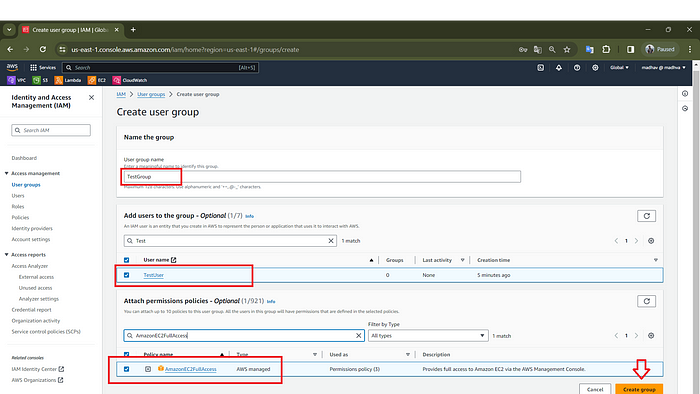 Create user group | IAM | Global
us-east-1.console.aws.amazon.com/iam/home?region=us-east-1#/groups/create
Paused
aws
Services
Search
[Alt+S]
Global
madhav @ madhwa
VPC
S3
Lambda
EC2
CloudWatch
Identity and Access
Management (IAM)
Search IAM
Dashboard
Access management
User groups
Users
Roles
Policies
Identity providers
Account settings
Access reports
Access Analyzer
External access
Unused access
Analyzer settings
Credential report
Organization activity
Service control policies (SCPs)
Related consoles
IAM Identity Center
AWS Organizations
IAM > User groups > Create user group
Create user group
Name the group
User group name
Enter a meaningful name to identify this group.
TestGroup
Maximum 128 characters. Use alphanumeric and '+=,.@-_' characters.
Add users to the group - Optional (1/7) Info
An IAM user is an entity that you create in AWS to represent the person or application that uses it to interact with AWS.
Test
1 match
1
User name
Groups
Last activity
Creation time
TestUser
0
None
5 minutes ago
Attach permissions policies - Optional (1/921) Info
You can attach up to 10 policies to this user group. All the users in this group will have permissions that are defined in the selected policies.
Filter by Type
AmazonEC2FullAccess
All types
1 match
1
Policy name
Type
Used as
Description
AmazonEC2FullAccess
AWS managed
Permissions policy (3)
Provides full access to Amazon EC2 via the AWS Management Console.
Cancel
Create group